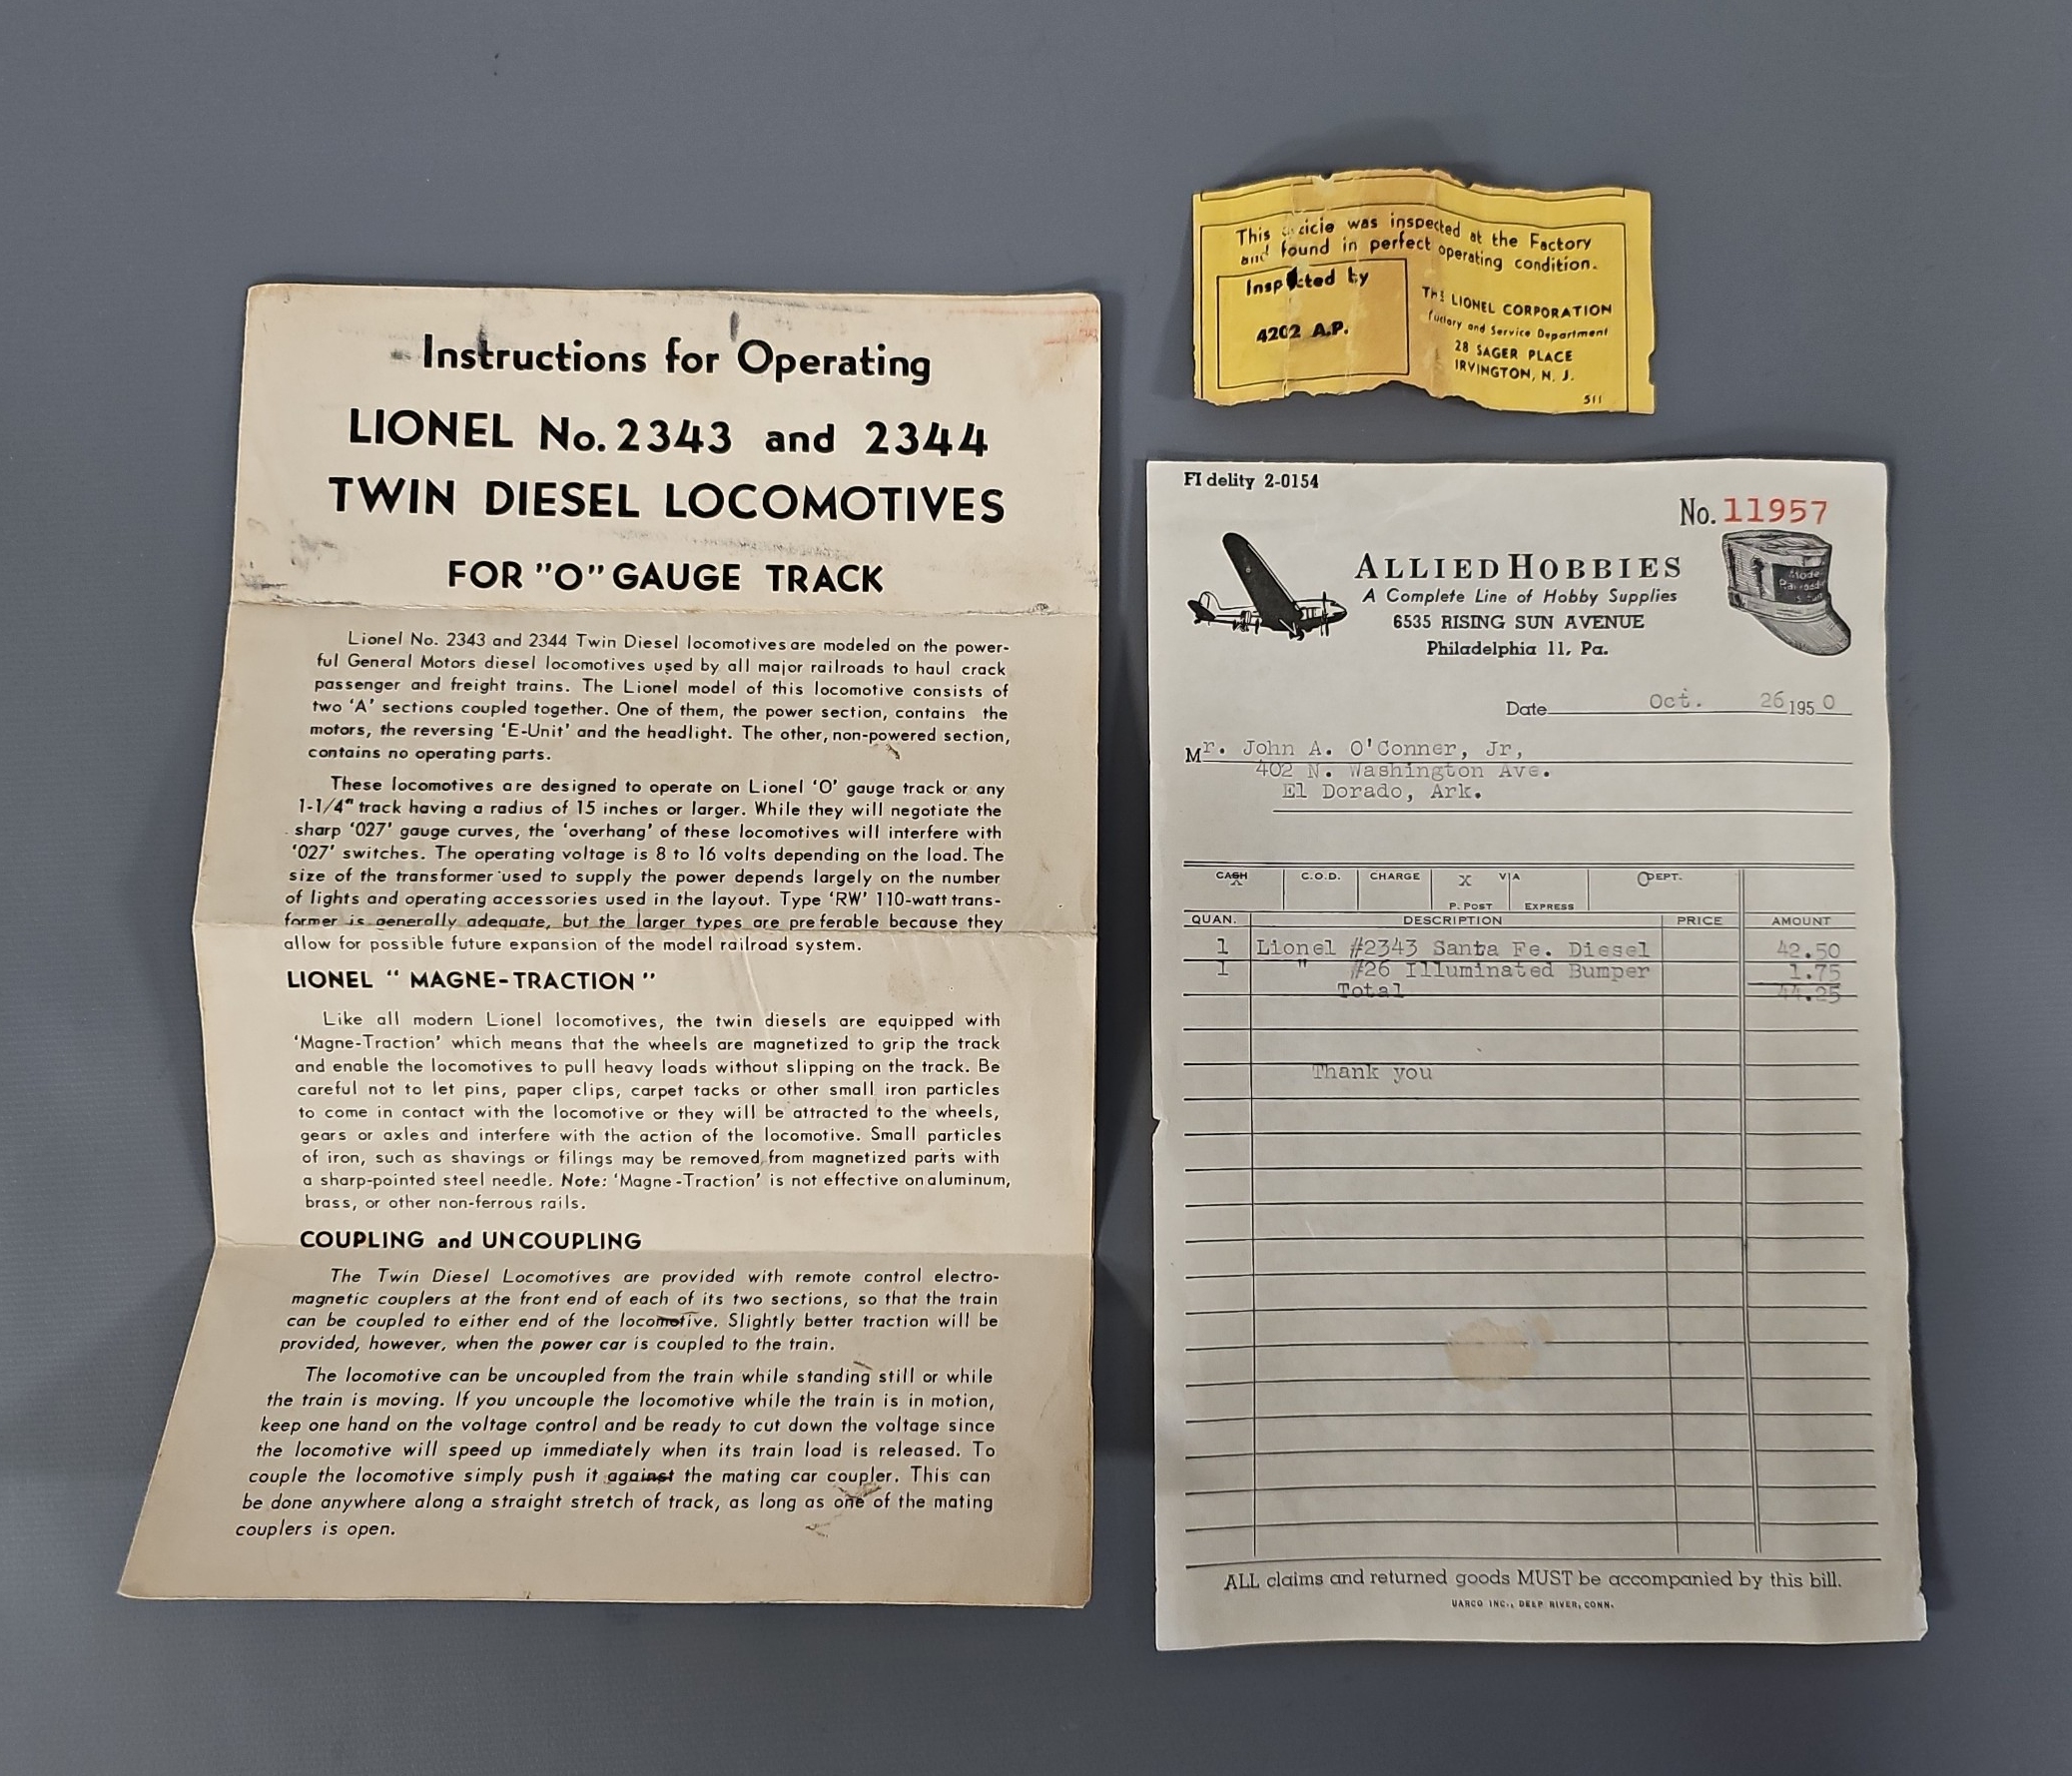 Instructions for Operating
LIONEL No. 2343 and 2344
TWIN DIESEL LOCOMOTIVES
FOR "O" GAUGE TRACK
Lionel No. 2343 and 2344 Twin Diesel locomotives are modeled on the power-
ful General Motors diesel locomotives used by all major railroads to haul crack
passenger and freight trains. The Lionel model of this locomotive consists of
two 'A' sections coupled together. One of them, the power section, contains the
motors, the reversing 'E-Unit' and the headlight. The other, non-powered section,
contains no operating parts.
These locomotives are designed to operate on Lionel 'O' gauge track or any
1-1/4" track having a radius of 15 inches or larger. While they will negotiate the
sharp '027' gauge curves, the 'overhang' of these locomotives will interfere with
'027' switches. The operating voltage is 8 to 16 volts depending on the load. The
size of the transformer used to supply the power depends largely on the number
of lights and operating accessories used in the layout. Type 'RW' 110-watt trans-
former is generally adequate, but the larger types are preferable because they
allow for possible future expansion of the model railroad system.
LIONEL " MAGNE-TRACTION "
Like all modern Lionel locomotives, the twin diesels are equipped with
'Magne-Traction' which means that the wheels are magnetized to grip the track
and enable the locomotives to pull heavy loads without slipping on the track. Be
careful not to let pins, paper clips, carpet tacks or other small iron particles
to come in contact with the locomotive or they will be attracted to the wheels,
gears or axles and interfere with the action of the locomotive. Small particles
of iron, such as shavings or filings may be removed from magnetized parts with
a sharp-pointed steel needle. Note: 'Magne-Traction' is not effective on aluminum,
brass, or other non-ferrous rails.
COUPLING and UNCOUPLING
The Twin Diesel Locomotives are provided with remote control electro-
magnetic couplers at the front end of each of its two sections, so that the train
can be coupled to either end of the locomotive. Slightly better traction will be
provided, however, when the power car is coupled to the train.
The locomotive can be uncoupled from the train while standing still or while
the train is moving. If you uncouple the locomotive while the train is in motion,
keep one hand on the voltage control and be ready to cut down the voltage since
the locomotive will speed up immediately when its train load is released. To
couple the locomotive simply push it against the mating car coupler. This can
be done anywhere along a straight stretch of track, as long as one of the mating
couplers is open.
This article was inspected at the Factory
and found in perfect operating condition.
Inspected by
4202 A.P.
THE LIONEL CORPORATION
Factory and Service Department
28 SAGER PLACE
IRVINGTON, N. J.
511
FI delity 2-0154
No. 11957
ALLIED HOBBIES
A Complete Line of Hobby Supplies
6535 RISING SUN AVENUE
Philadelphia 11, Pa.
Model
Railroader
Date Oct. 26 195 0
Mr. John A. O'Conner, Jr,
402 N. Washington Ave.
El Dorado, Ark.
CASH C.O.D. CHARGE X VIA DEPT.
P. POST EXPRESS
QUAN. DESCRIPTION PRICE AMOUNT
1 Lionel #2343 Santa Fe. Diesel 42.50
1 " #26 Illuminated Bumper 1.75
Total 44.25
Thank you
ALL claims and returned goods MUST be accompanied by this bill.
UARCO INC., DEEP RIVER, CONN.